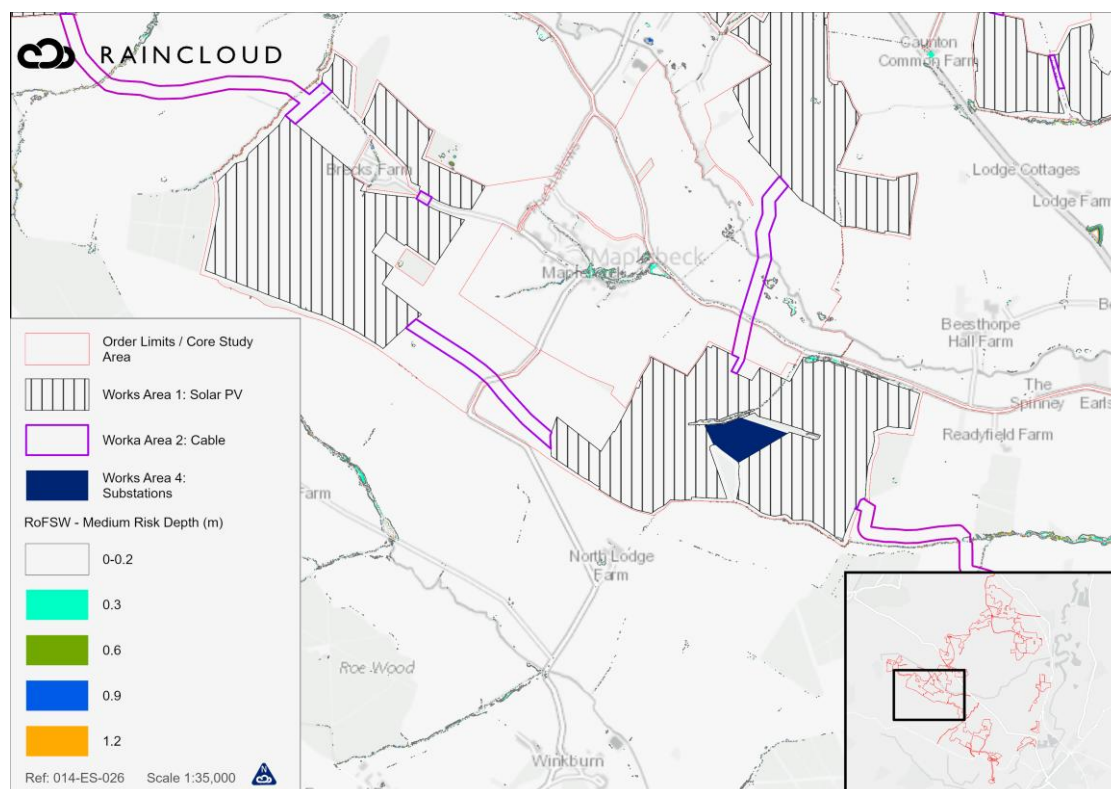 RAINCLOUD
Caunton
Common Farm
Brecks Farm
Hollows
Lodge Cottages
Lodge Farm
Maplebeck
Beesthorpe
Hall Farm
The
Spinney
Earls
Readyfield Farm
Farm
North Lodge
Farm
Roe Wood
Winkburn
Order Limits / Core Study
Area
Works Area 1: Solar PV
Worka Area 2: Cable
Works Area 4:
Substations
RoFSW - Medium Risk Depth (m)
0-0.2
0.3
0.6
0.9
1.2
Ref: 014-ES-026 Scale 1:35,000
N